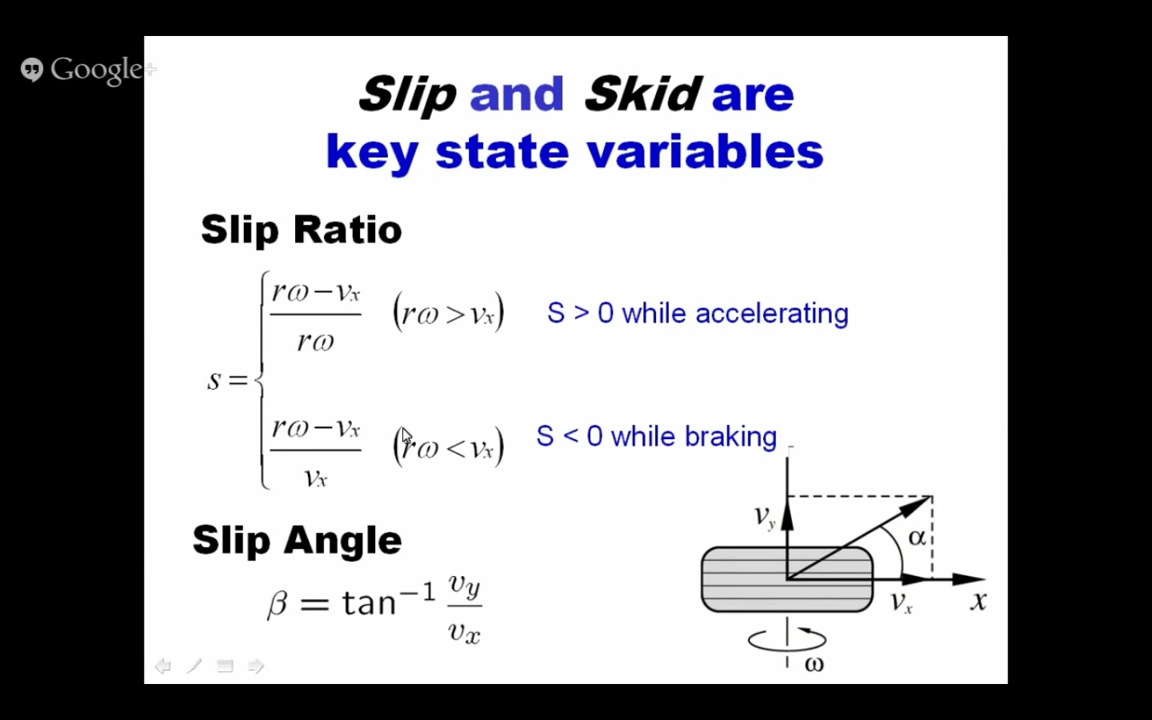 Google+
Slip and Skid are
key state variables
Slip Ratio
s = { (rω − vx) / rω (rω > vx) S > 0 while accelerating
(rω − vx) / vx (rω < vx) S < 0 while braking
Slip Angle
β = tan⁻¹ vy / vx
vy
α
vx
x
ω